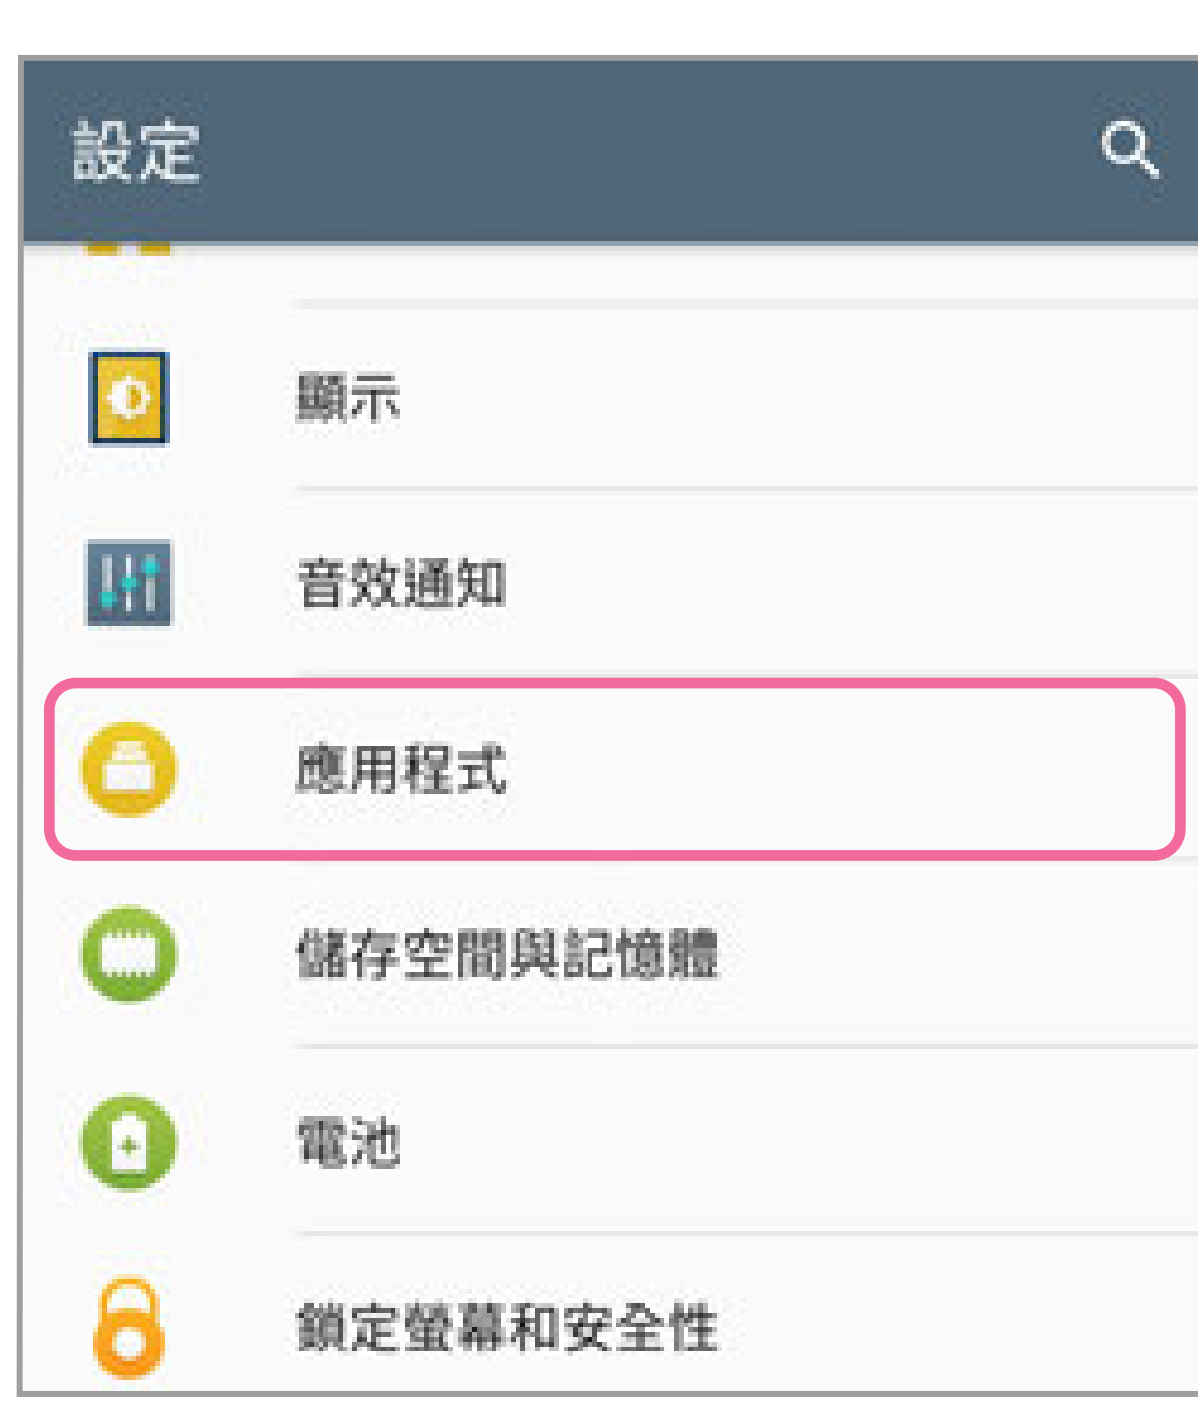 設定
顯示
音效通知
應用程式
儲存空間與記憶體
電池
鎖定螢幕和安全性